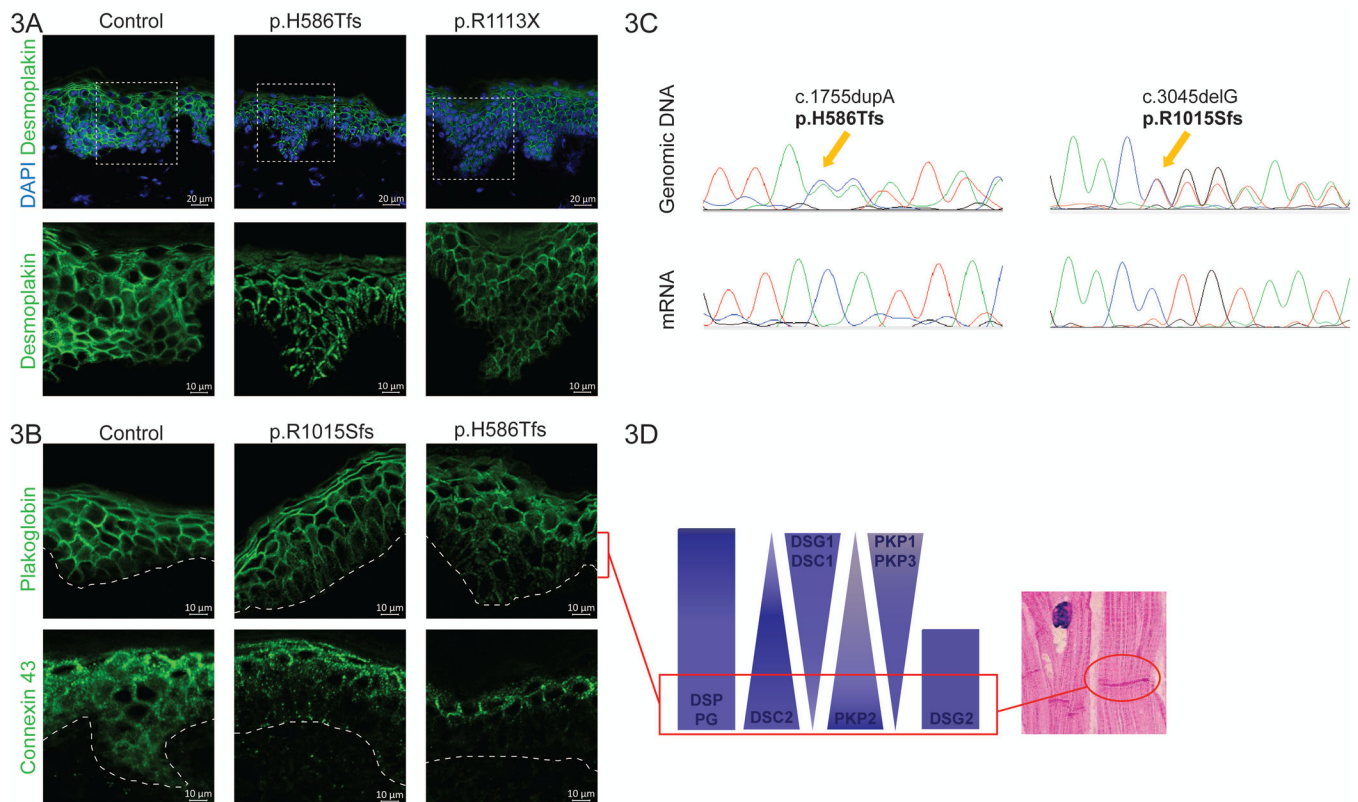 3A
Control
p.H586Tfs
p.R1113X
DAPI Desmoplakin
20 µm
20 µm
20 µm
Desmoplakin
10 µm
10 µm
10 µm
3B
Control
p.R1015Sfs
p.H586Tfs
Plakoglobin
10 µm
10 µm
10 µm
Connexin 43
10 µm
10 µm
10 µm
3C
Genomic DNA
c.1755dupA
p.H586Tfs
c.3045delG
p.R1015Sfs
mRNA
3D
DSG1
DSC1
PKP1
PKP3
DSP
PG
DSC2
PKP2
DSG2